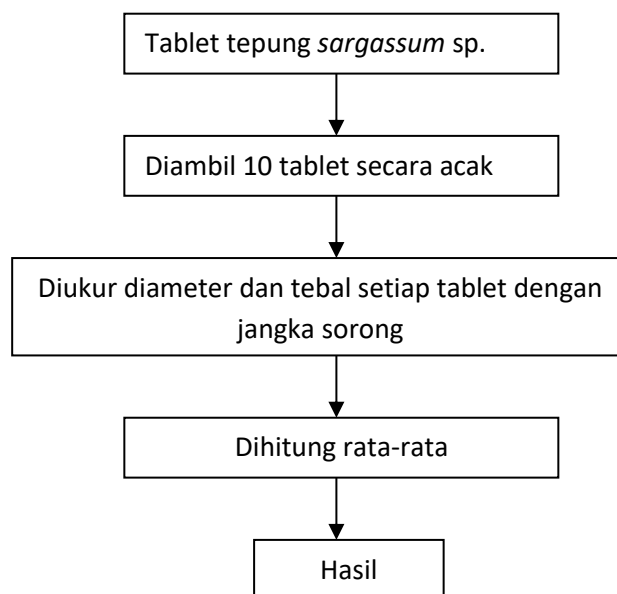 Tablet tepung sargassum sp.
Diambil 10 tablet secara acak
Diukur diameter dan tebal setiap tablet dengan
jangka sorong
Dihitung rata-rata
Hasil